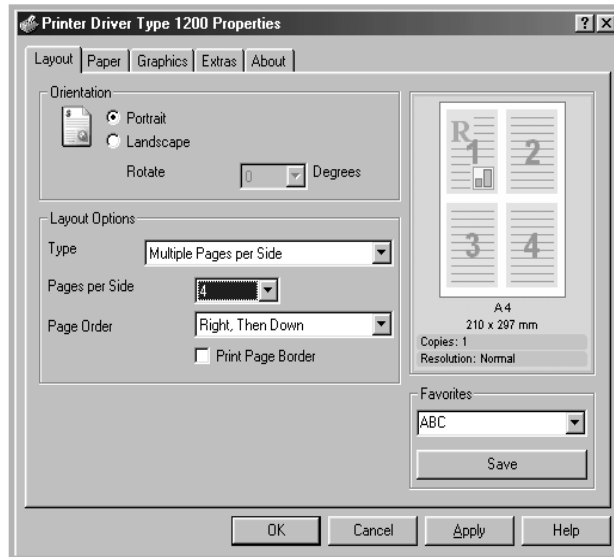 Printer Driver Type 1200 Properties
Layout Paper Graphics Extras About
Orientation
Portrait
Landscape
Rotate 0 Degrees
Layout Options
Type Multiple Pages per Side
Pages per Side 4
Page Order Right, Then Down
Print Page Border
R
1 2
3 4
A4
210 x 297 mm
Copies: 1
Resolution: Normal
Favorites
ABC
Save
OK Cancel Apply Help